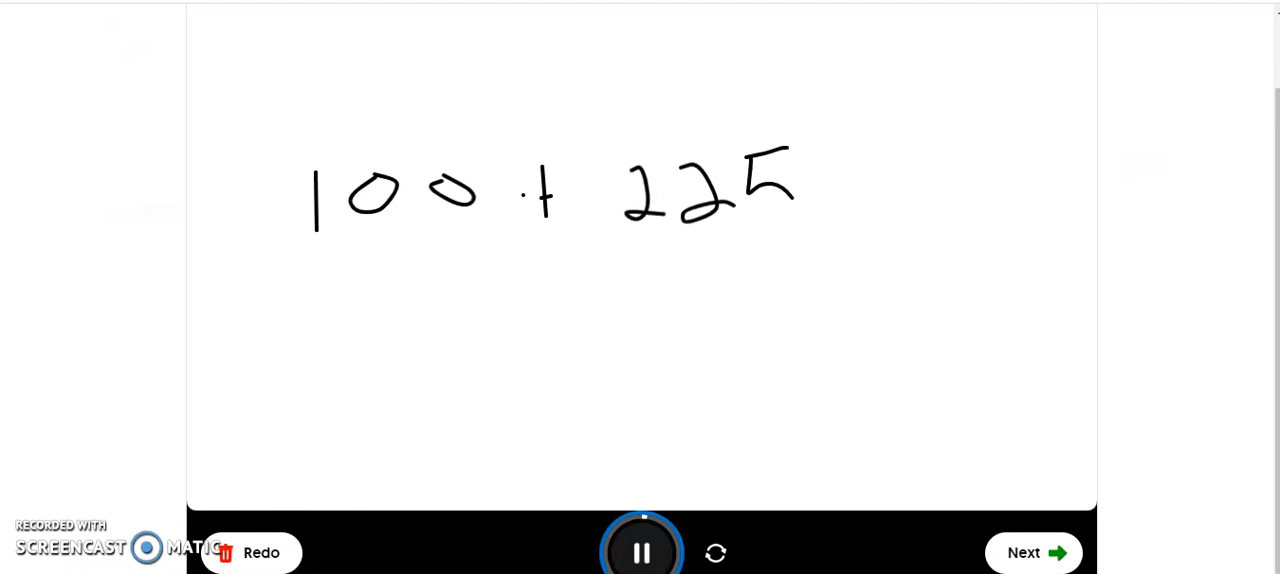 100 + 225
RECORDED WITH
SCREENCAST MATIC
Redo
Next